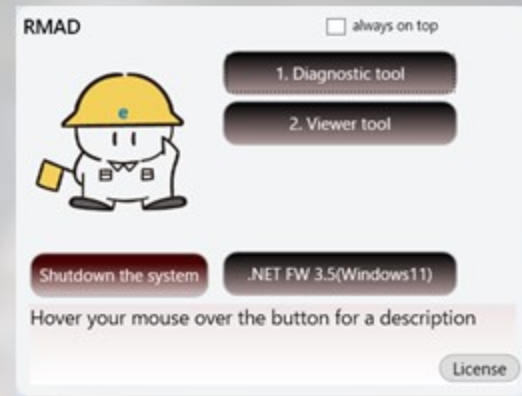 RMAD
always on top
e
1. Diagnostic tool
2. Viewer tool
Shutdown the system
.NET FW 3.5(Windows11)
Hover your mouse over the button for a description
License